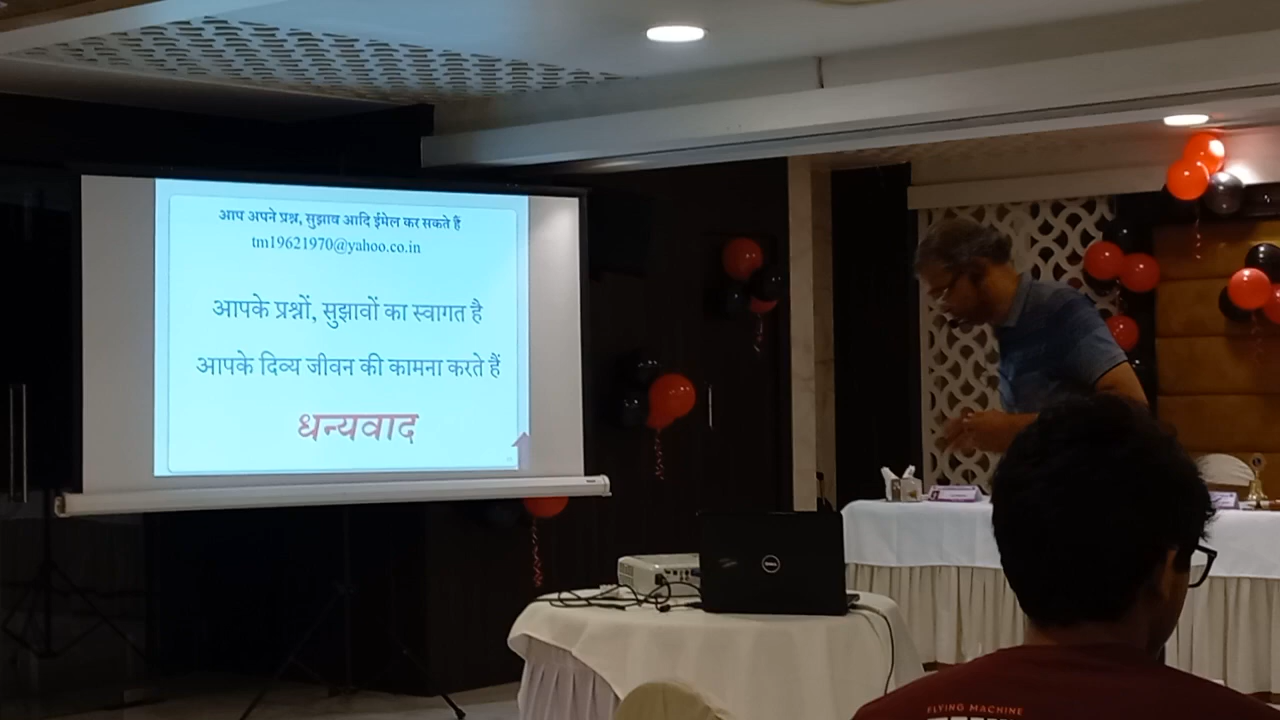 आप अपने प्रश्न, सुझाव आदि ईमेल कर सकते हैं
tm19621970@yahoo.co.in
आपके प्रश्नों, सुझावों का स्वागत है
आपके दिव्य जीवन की कामना करते हैं
धन्यवाद
DELL
FLYING MACHINE